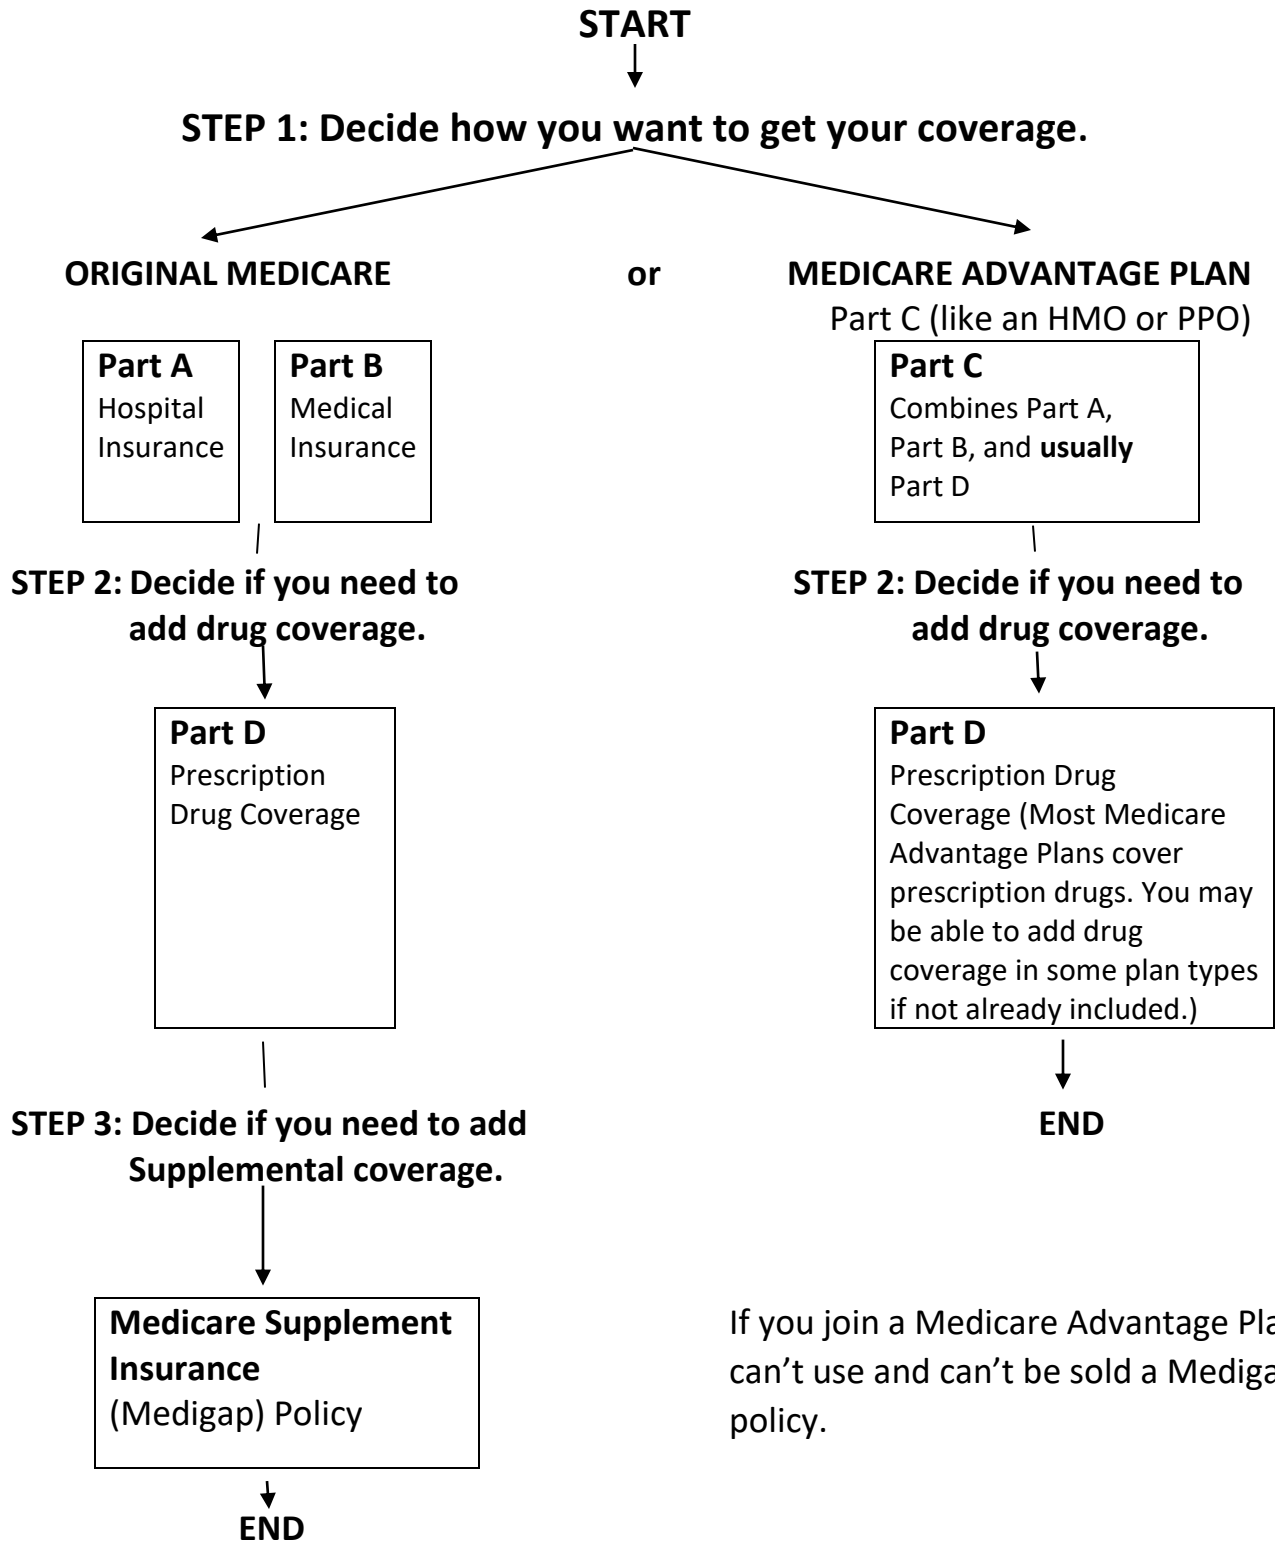 START
STEP 1: Decide how you want to get your coverage.
ORIGINAL MEDICARE
or
MEDICARE ADVANTAGE PLAN
Part C (like an HMO or PPO)
Part A
Hospital
Insurance
Part B
Medical
Insurance
Part C
Combines Part A,
Part B, and usually
Part D
STEP 2: Decide if you need to
add drug coverage.
STEP 2: Decide if you need to
add drug coverage.
Part D
Prescription
Drug Coverage
Part D
Prescription Drug
Coverage (Most Medicare
Advantage Plans cover
prescription drugs. You may
be able to add drug
coverage in some plan types
if not already included.)
STEP 3: Decide if you need to add
Supplemental coverage.
END
Medicare Supplement
Insurance
(Medigap) Policy
If you join a Medicare Advantage Pla
can’t use and can’t be sold a Mediga
policy.
END